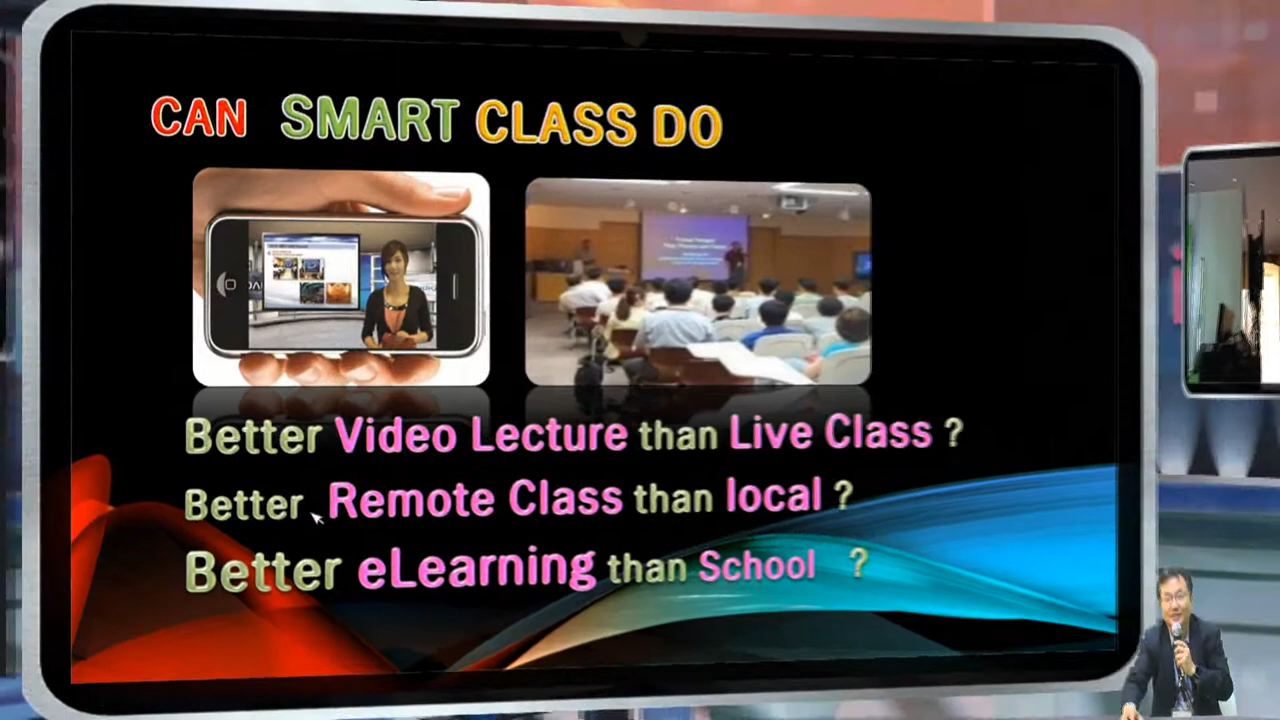 CAN SMART CLASS DO
Better Video Lecture than Live Class ?
Better Remote Class than local ?
Better eLearning than School ?